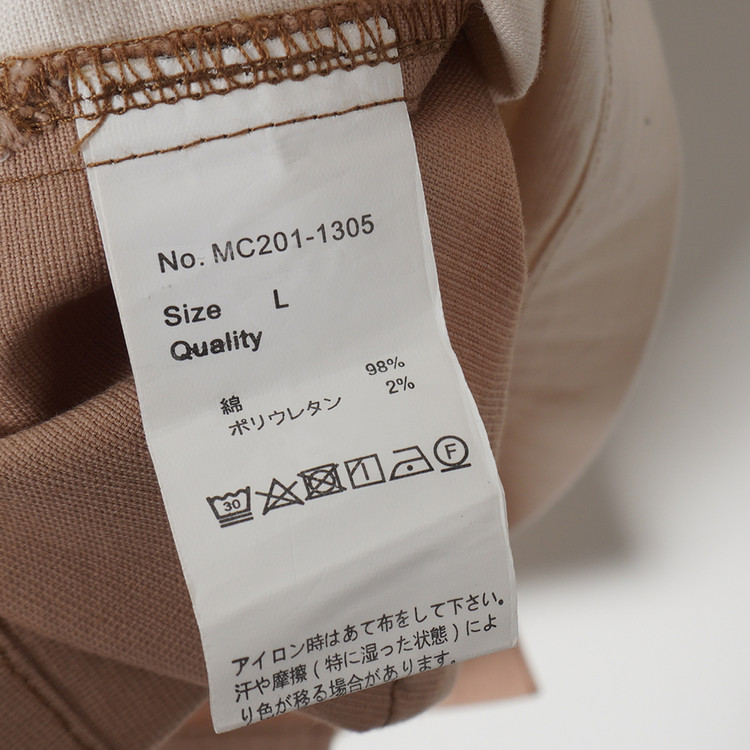 No. MC201-1305
Size L
Quality
綿 98%
ポリウレタン 2%
30
F
アイロン時はあて布をして下さい。
汗や摩擦(特に湿った状態)によ
り色が移る場合があります。